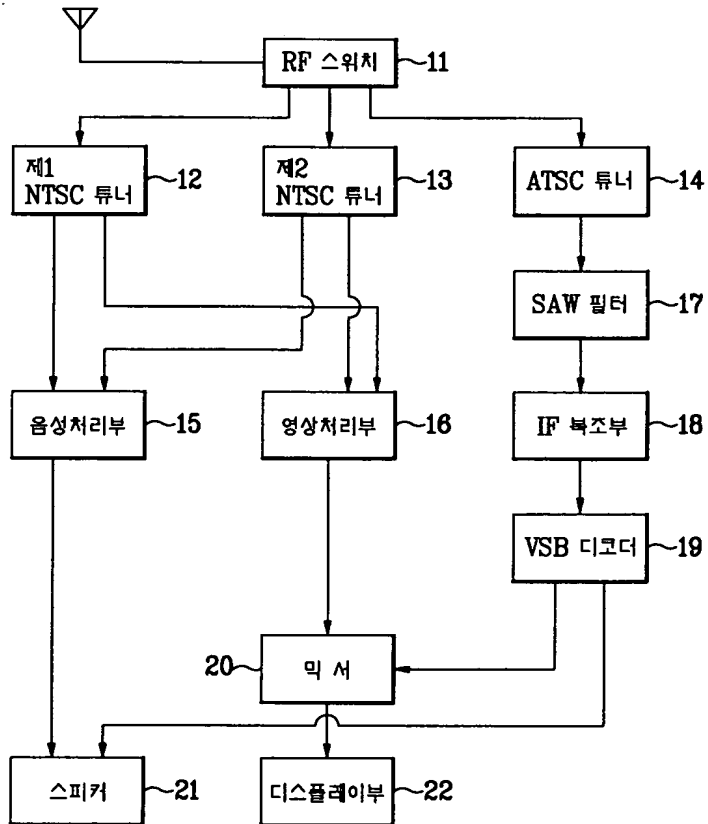 RF 스위치
11
제1
NTSC 튜너
12
제2
NTSC 튜너
13
ATSC 튜너
14
SAW 필터
17
음성처리부
15
영상처리부
16
IF 복조부
18
VSB 디코더
19
20
믹 서
스피커
21
디스플레이부
22